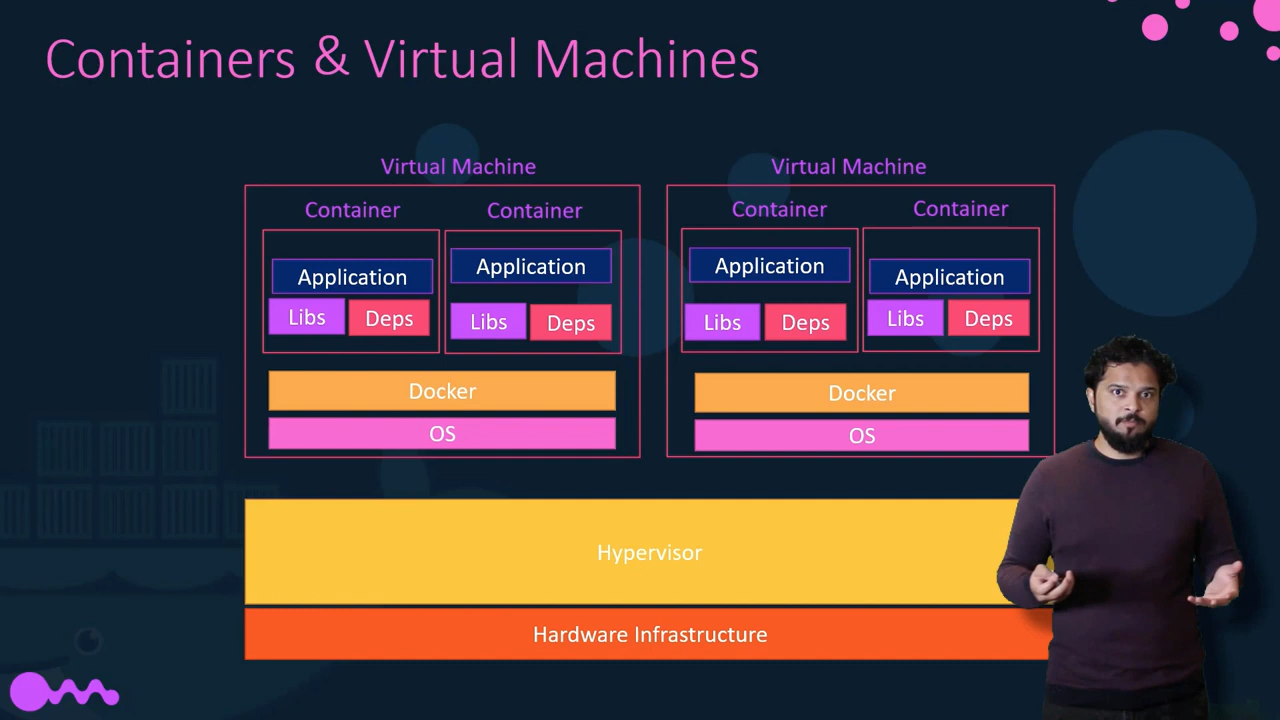 Containers & Virtual Machines
Virtual Machine
Virtual Machine
Container
Container
Container
Container
Application
Application
Application
Application
Libs
Deps
Libs
Deps
Libs
Deps
Libs
Deps
Docker
Docker
OS
OS
Hypervisor
Hardware Infrastructure